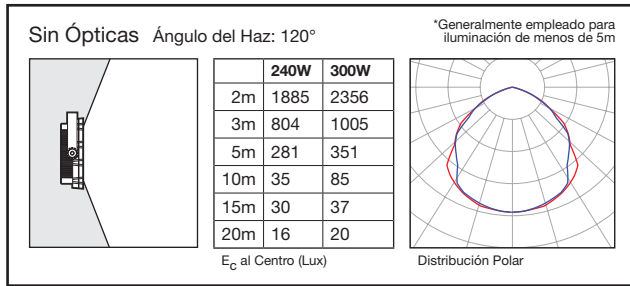 Sin Ópticas Ángulo del Haz: 120°
*Generalmente empleado para
iluminación de menos de 5m
240W 300W
2m 1885 2356
3m 804 1005
5m 281 351
10m 35 85
15m 30 37
20m 16 20
EC al Centro (Lux)
Distribución Polar